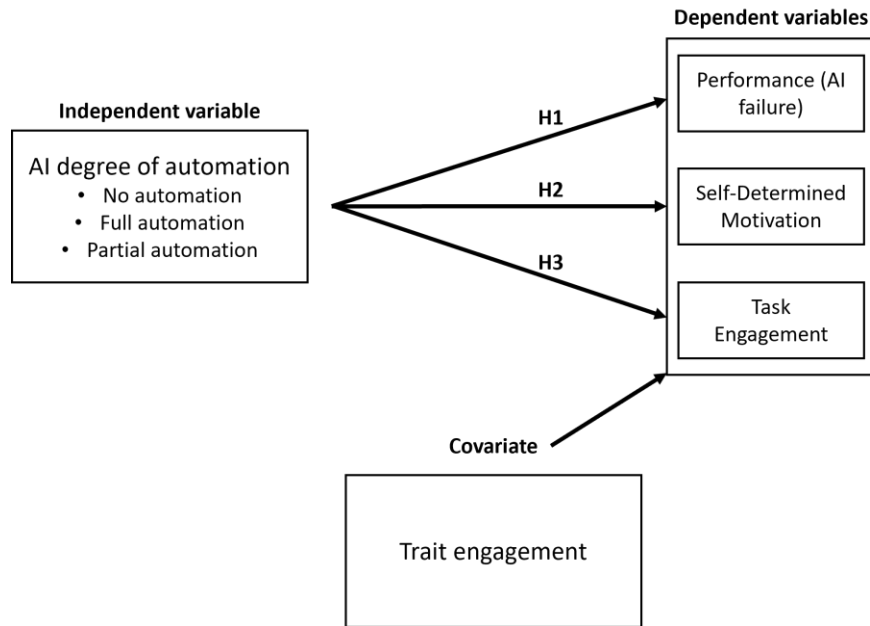 Dependent variables
Performance (AI
failure)
Independent variable
H1
AI degree of automation
• No automation
• Full automation
• Partial automation
H2
Self-Determined
Motivation
H3
Task
Engagement
Covariate
Trait engagement